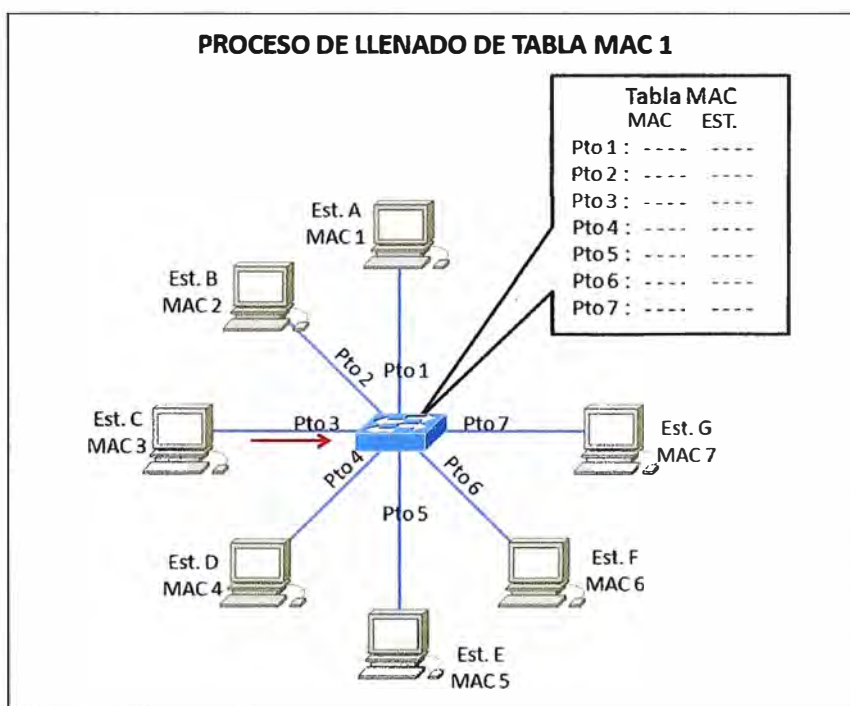 PROCESO DE LLENADO DE TABLA MAC 1
Tabla MAC
MAC EST.
Pto 1 : ---- ----
Pto 2 : ---- ----
Pto 3 : ---- ----
Pto 4 : ---- ----
Pto 5 : ---- ----
Pto 6 : ---- ----
Pto 7 : ---- ----
Est. A
MAC 1
Est. B
MAC 2
Pto 2
Pto 1
Est. C
MAC 3
Pto 3
Pto 7
Est. G
MAC 7
Pto 4
Pto 6
Pto 5
Est. D
MAC 4
Est. F
MAC 6
Est. E
MAC 5